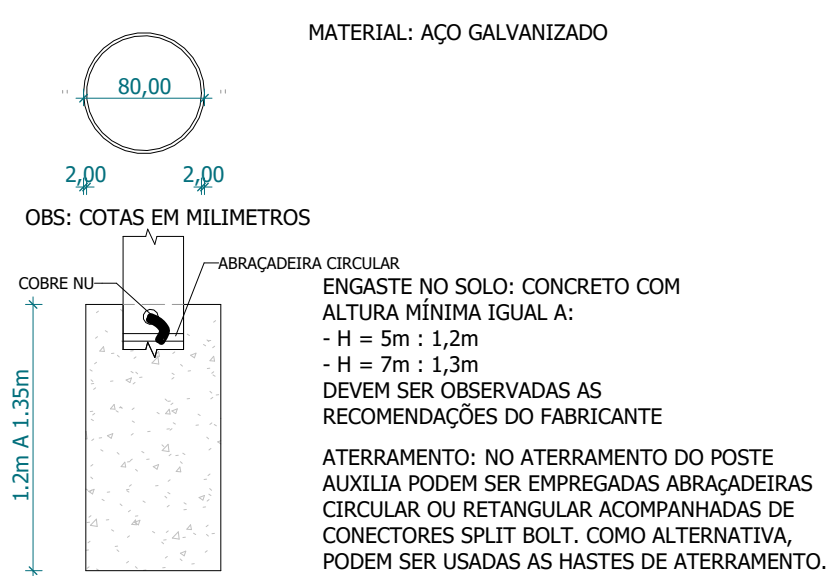 MATERIAL: AÇO GALVANIZADO
80,00
2,00
2,00
OBS: COTAS EM MILIMETROS
ABRAÇADEIRA CIRCULAR
COBRE NU
1.2m A 1.35m
ENGASTE NO SOLO: CONCRETO COM
ALTURA MÍNIMA IGUAL A:
- H = 5m : 1,2m
- H = 7m : 1,3m
DEVEM SER OBSERVADAS AS
RECOMENDAÇÕES DO FABRICANTE
ATERRAMENTO: NO ATERRAMENTO DO POSTE
AUXILIA PODEM SER EMPREGADAS ABRAçADEIRAS
CIRCULAR OU RETANGULAR ACOMPANHADAS DE
CONECTORES SPLIT BOLT. COMO ALTERNATIVA,
PODEM SER USADAS AS HASTES DE ATERRAMENTO.